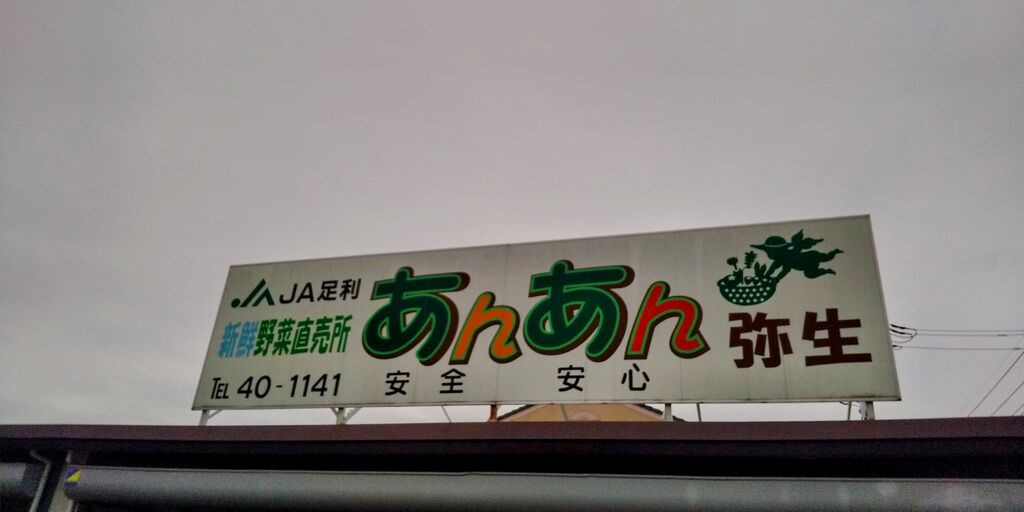 JA足利
新鮮野菜直売所
TEL 40-1141
あんあん
安全 安心
弥生